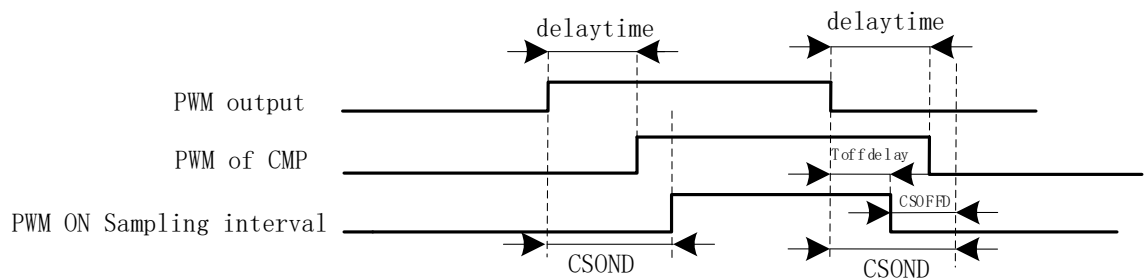 delaytime
delaytime
PWM output
PWM of CMP
Toffdelay
CSOFFD
PWM ON Sampling interval
CSOND
CSOND